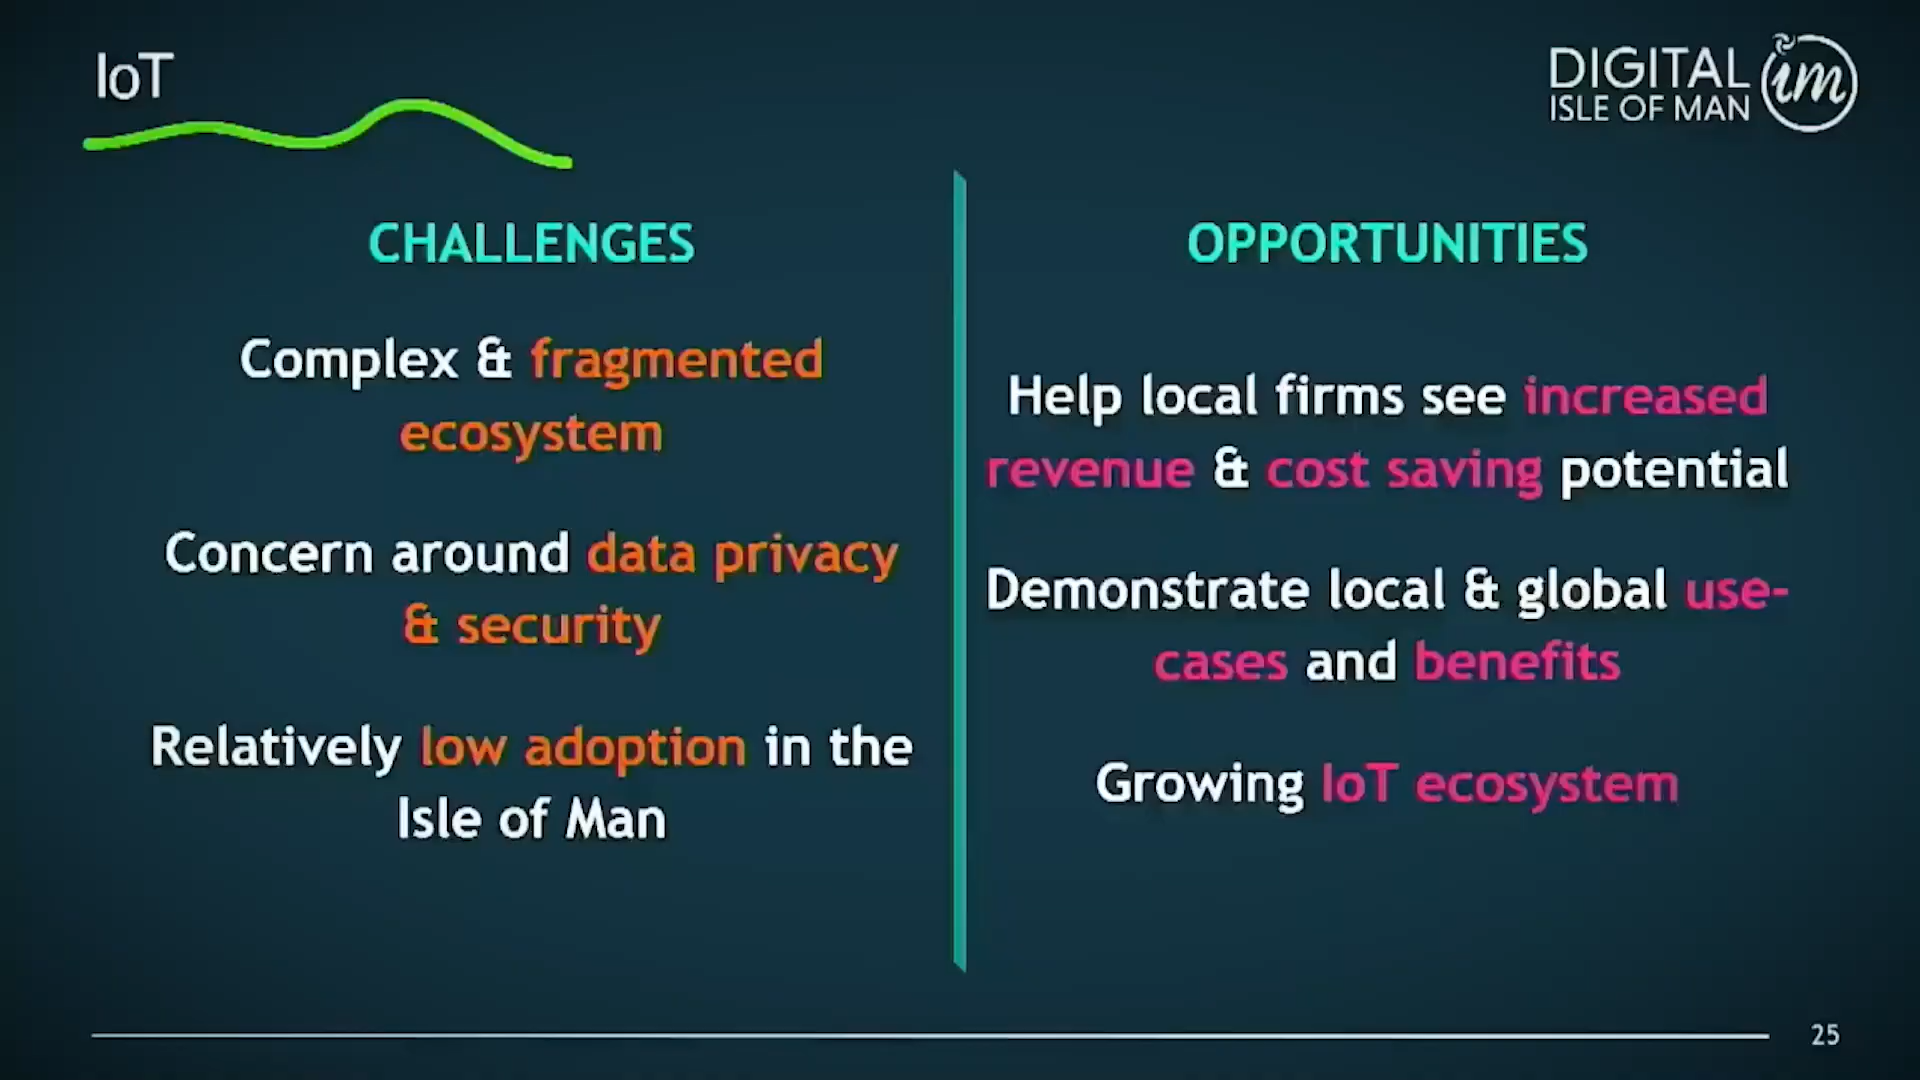 IoT
DIGITAL
ISLE OF MAN
im
CHALLENGES
Complex & fragmented
ecosystem
Concern around data privacy
& security
Relatively low adoption in the
Isle of Man
OPPORTUNITIES
Help local firms see increased
revenue & cost saving potential
Demonstrate local & global use-
cases and benefits
Growing IoT ecosystem
25